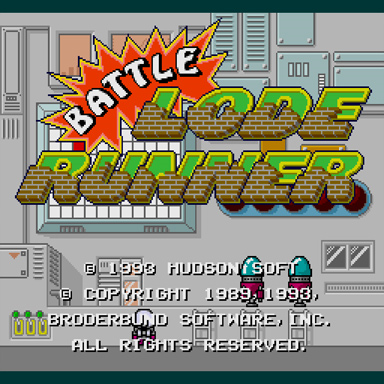 BATTLE
LODE
RUNNER
© 1993 HUDSON SOFT
© COPYRIGHT 1989,1993,
BRODERBUND SOFTWARE, INC.
ALL RIGHTS RESERVED.